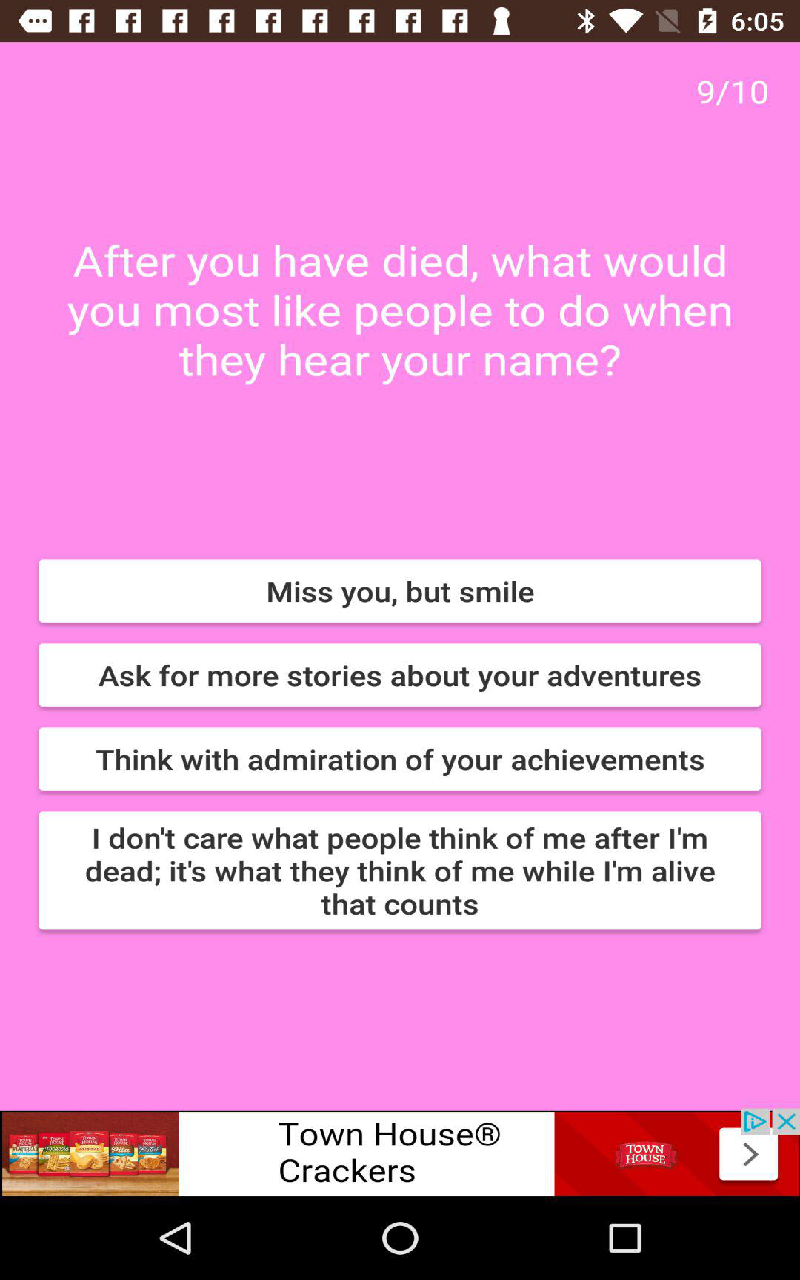 6:05
9/10
After you have died, what would
you most like people to do when
they hear your name?
Miss you, but smile
Ask for more stories about your adventures
Think with admiration of your achievements
I don't care what people think of me after I'm
dead; it's what they think of me while I'm alive
that counts
Town House®
Crackers
TOWN
HOUSE